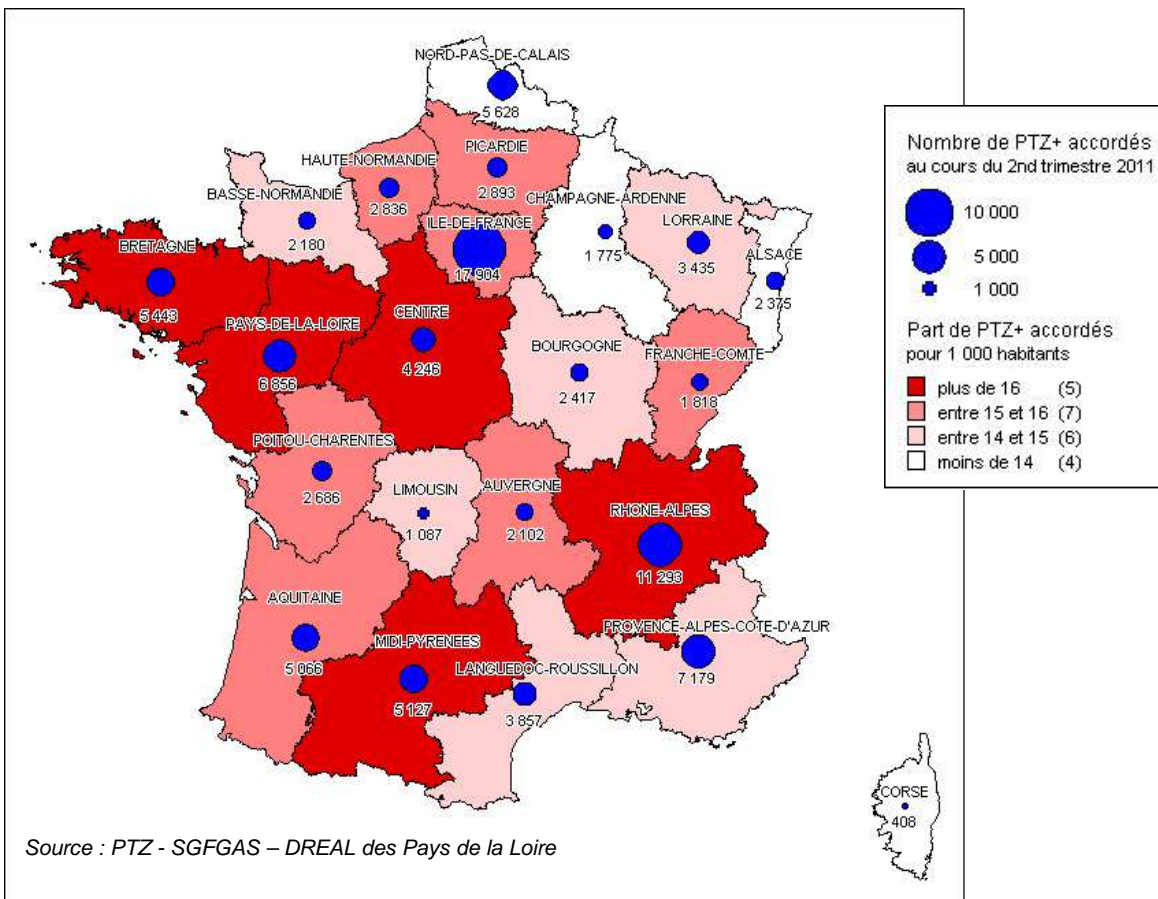 NORD-PAS-DE-CALAIS
5 628
PICARDIE
2 893
HAUTE-NORMANDIE
2 836
BASSE-NORMANDIE
2 180
CHAMPAGNE-ARDENNE
1 775
ILE-DE-FRANCE
17 904
LORRAINE
3 435
ALSACE
2 375
BRETAGNE
5 443
PAYS-DE-LA-LOIRE
6 856
CENTRE
4 246
BOURGOGNE
2 417
FRANCHE-COMTE
1 818
POITOU-CHARENTES
2 686
LIMOUSIN
1 087
AUVERGNE
2 102
RHONE-ALPES
11 293
AQUITAINE
5 066
MIDI-PYRENEES
5 127
LANGUEDOC-ROUSSILLON
3 857
PROVENCE-ALPES-COTE-D'AZUR
7 179
CORSE
408
Source : PTZ - SGFGAS – DREAL des Pays de la Loire
Nombre de PTZ+ accordés
au cours du 2nd trimestre 2011
10 000
5 000
1 000
Part de PTZ+ accordés
pour 1 000 habitants
plus de 16 (5)
entre 15 et 16 (7)
entre 14 et 15 (6)
moins de 14 (4)